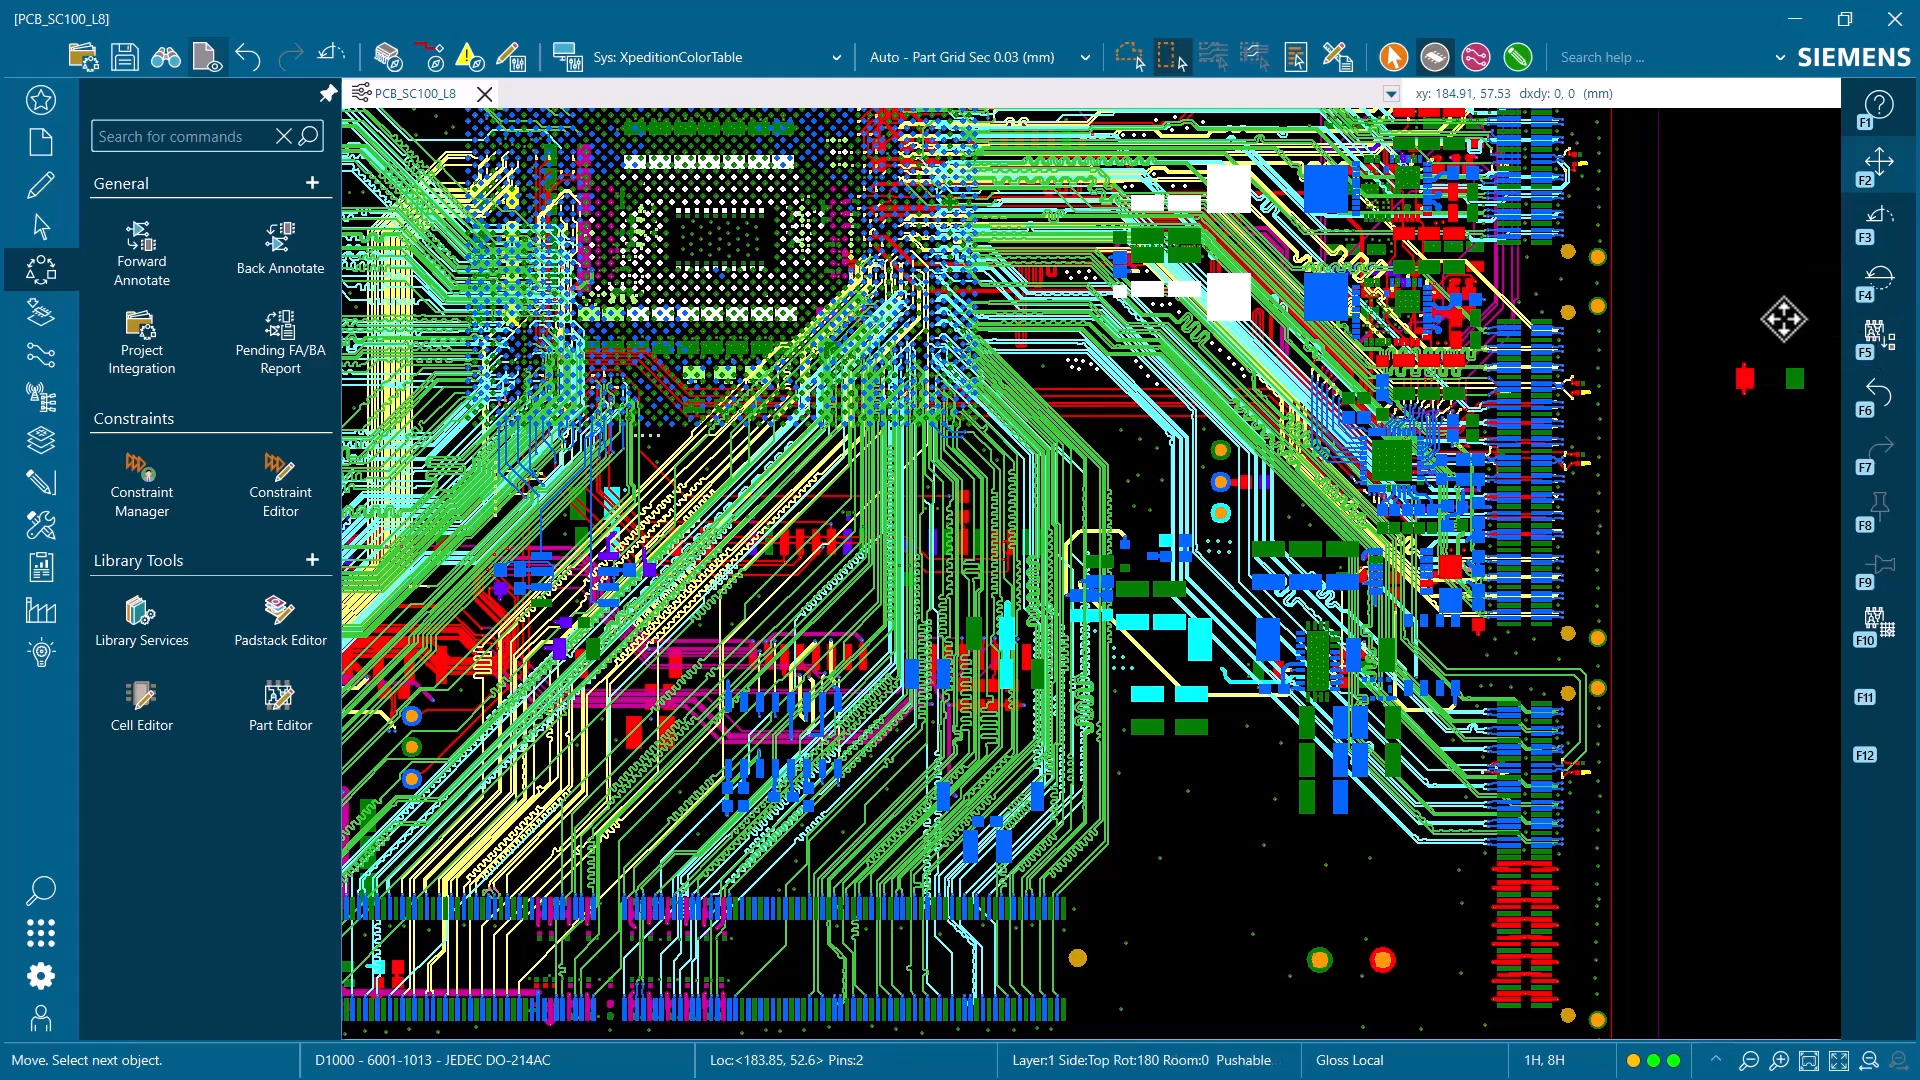 [PCB_SC100_L8]
Sys: XpeditionColorTable
Auto - Part Grid Sec 0.03 (mm)
Search help ...
SIEMENS
PCB_SC100_L8
xy: 184.91, 57.53 dxdy: 0, 0 (mm)
Search for commands
General
Forward
Annotate
Back Annotate
Project
Integration
Pending FA/BA
Report
Constraints
Constraint
Manager
Constraint
Editor
Library Tools
Library Services
Padstack Editor
Cell Editor
Part Editor
F1
F2
F3
F4
F5
F6
F7
F8
F9
F10
F11
F12
Move. Select next object.
D1000 - 6001-1013 - JEDEC DO-214AC
Loc:<183.85, 52.6> Pins:2
Layer:1 Side:Top Rot:180 Room:0 Pushable
Gloss Local
1H, 8H